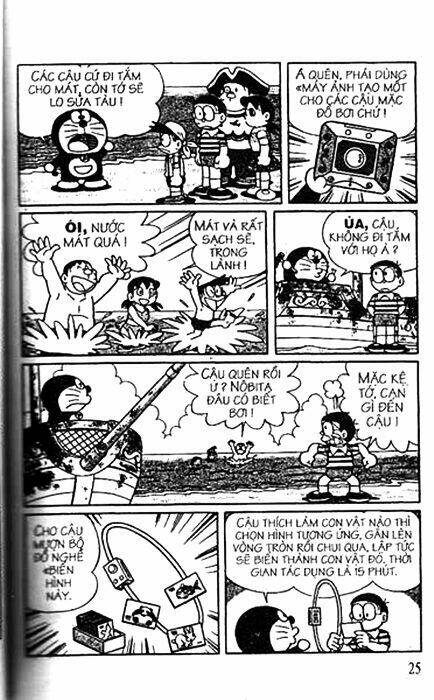 CÁC CẬU CỨ ĐI TẮM
CHO MÁT, CÒN TỚ SẼ
LO SỬA TÀU !
A QUÊN, PHẢI DÙNG
«MÁY ẢNH TẠO MỐT
CHO CÁC CẬU MẶC
ĐỒ BƠI CHỨ !
ÔI, NƯỚC
MÁT QUÁ !
MÁT VÀ RẤT
SẠCH SẼ,
TRONG
LÀNH !
ỦA, CẬU
KHÔNG ĐI TẮM
VỚI HỌ À ?
CẬU QUÊN RỒI
Ư ? NÔBITA
ĐÂU CÓ BIẾT
BƠI !
MẶC KỆ
TỚ, CAN
GÌ ĐẾN
CẬU !
CHO CẬU
MƯỢN BỘ
ĐỒ NGHỀ
«BIẾN
HÌNH
NÀY.
CẬU THÍCH LÀM CON VẬT NÀO THÌ
CHỌN HÌNH TƯƠNG ỨNG, GẮN LÊN
VÒNG TRÒN RỒI CHUI QUA, LẬP TỨC
SẼ BIẾN THÀNH CON VẬT ĐÓ. THỜI
GIAN TÁC DỤNG LÀ 15 PHÚT.
25